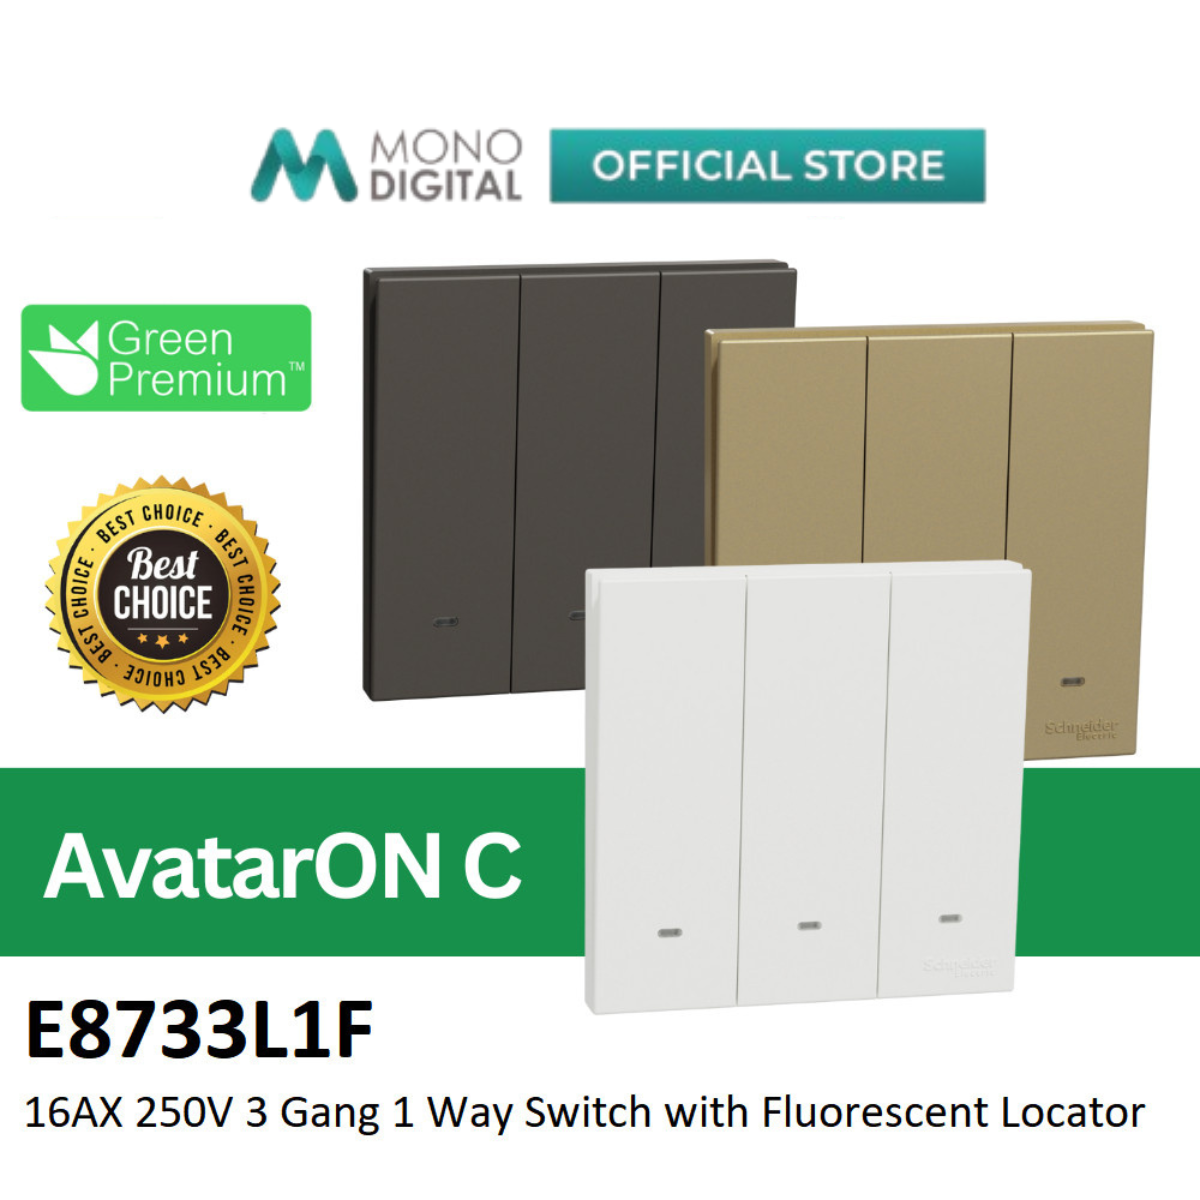 MONO
DIGITAL
OFFICIAL STORE
Green
Premium™
BEST CHOICE · BEST CHOICE · BEST CHOICE · BEST CHOICE ·
Best
CHOICE
Schneider
Electric
AvatarON C
Schneider
Electric
E8733L1F
16AX 250V 3 Gang 1 Way Switch with Fluorescent Locator